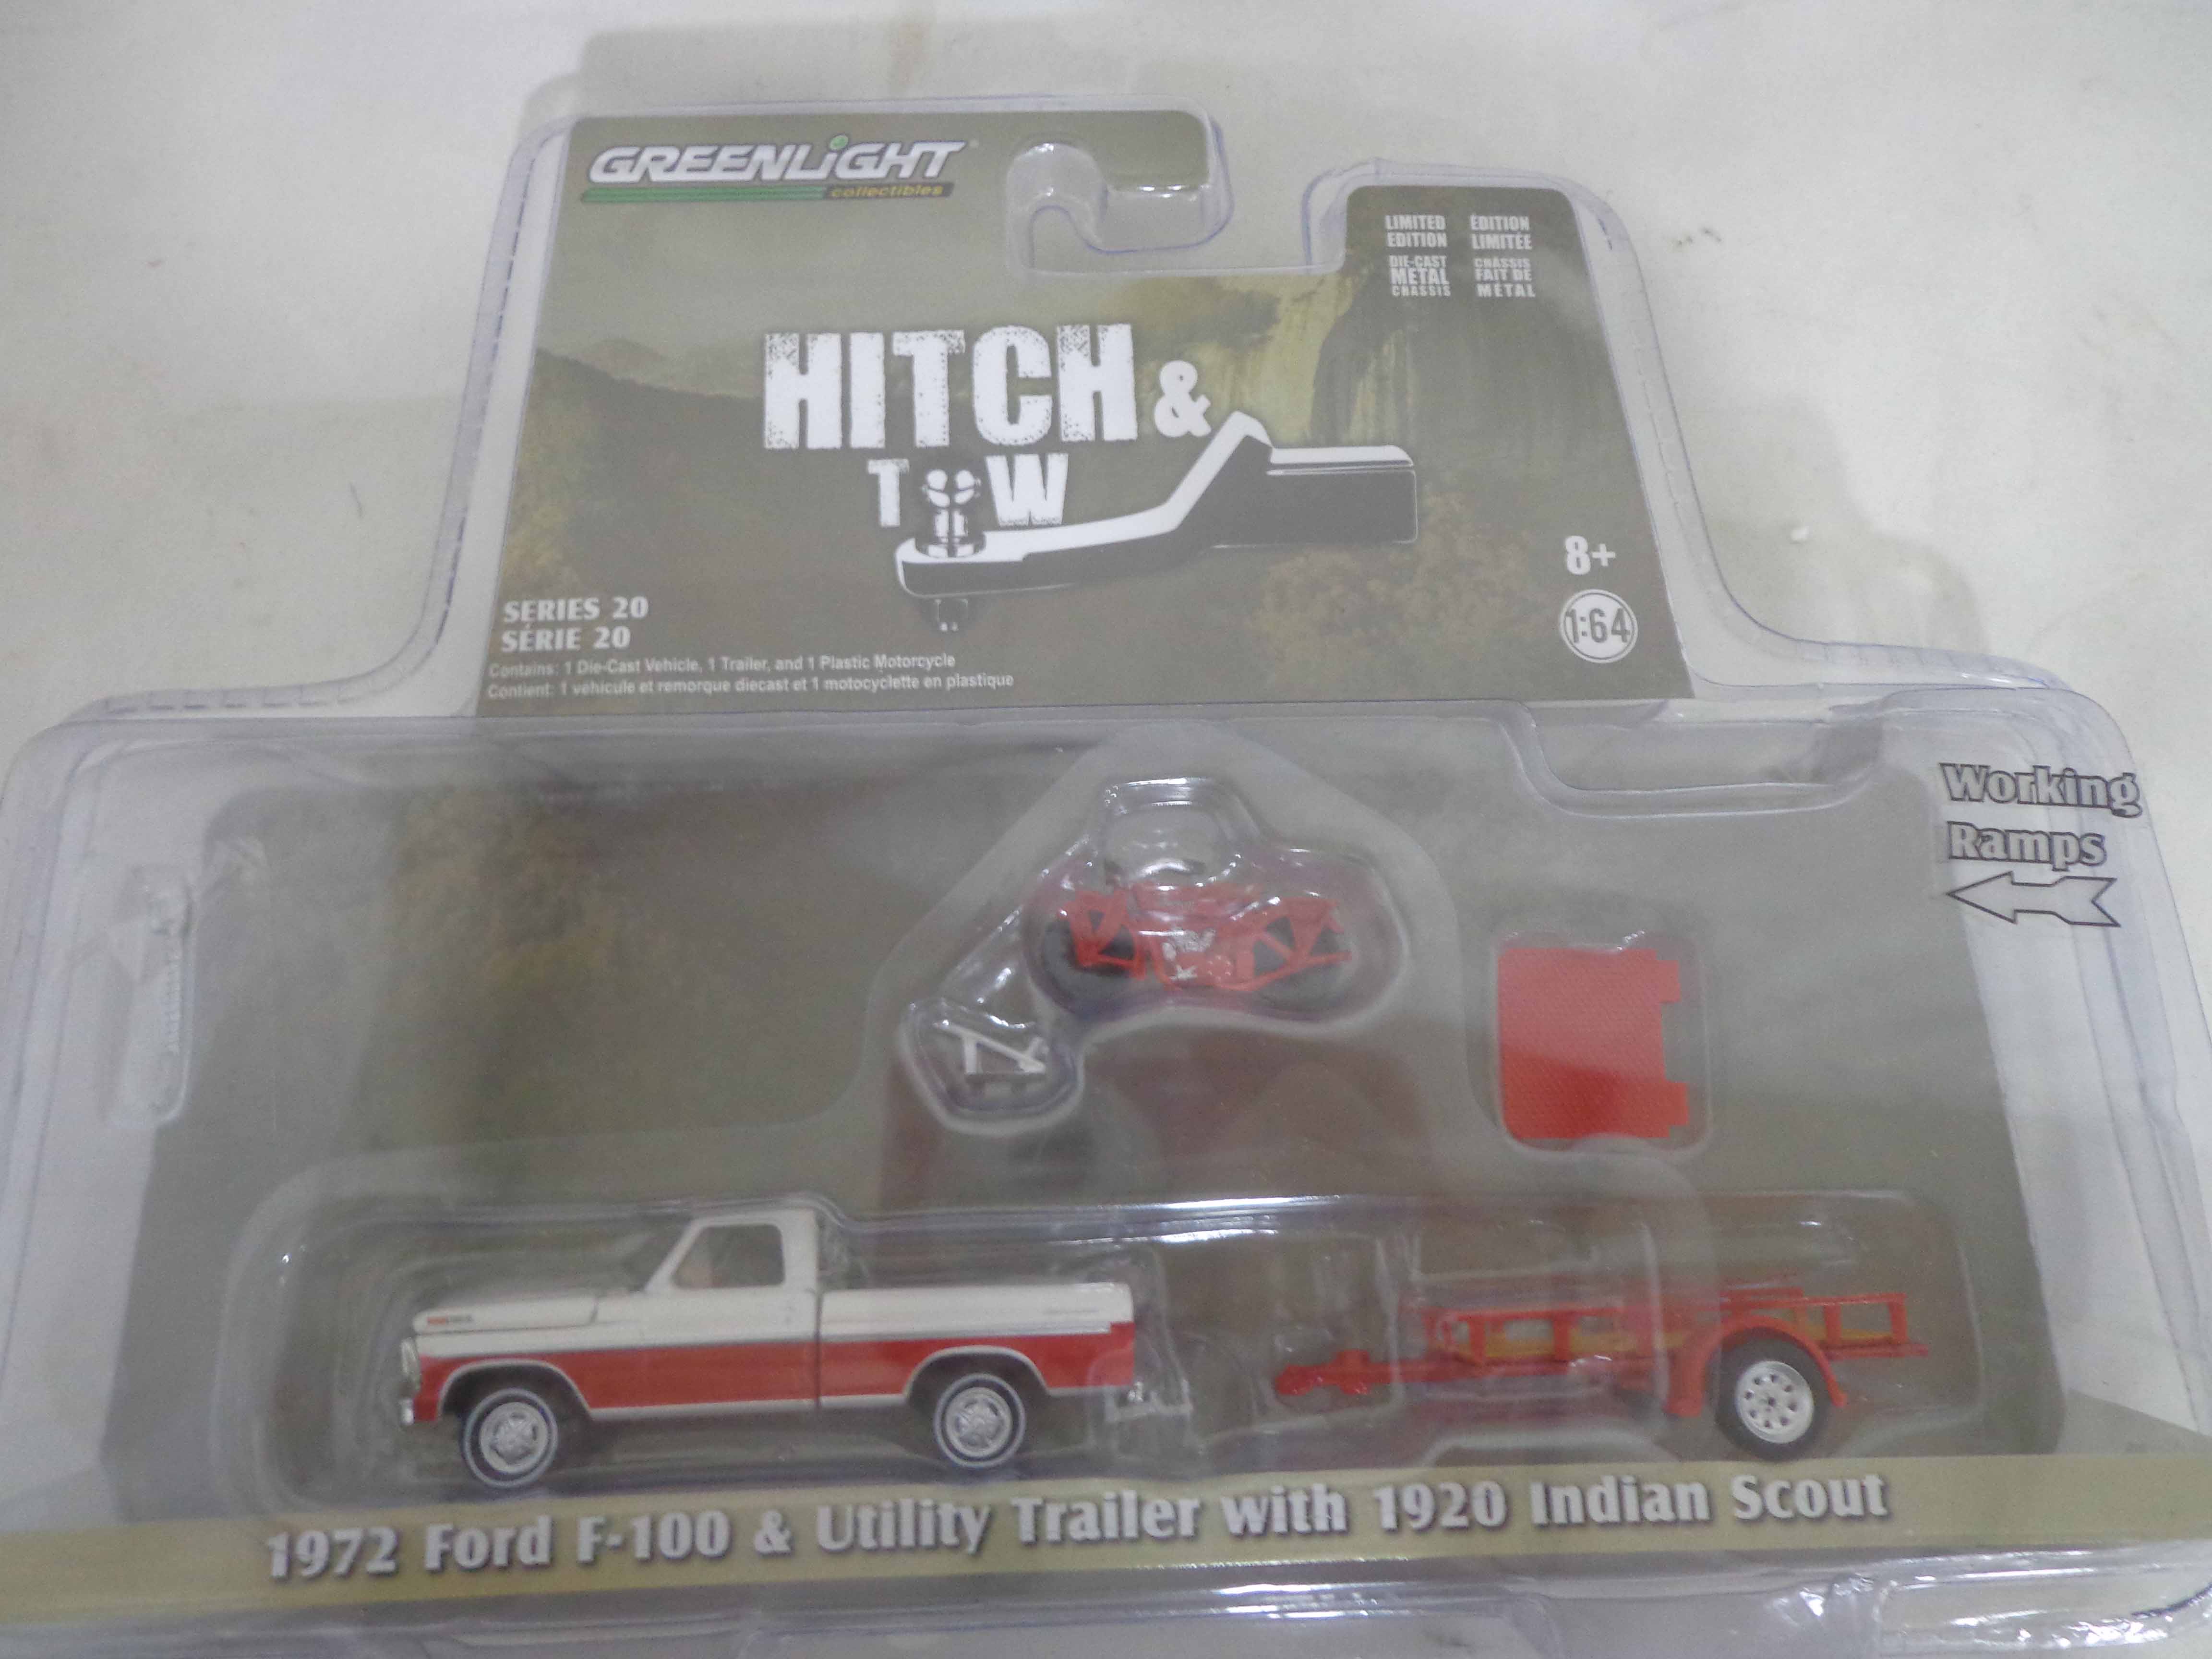 GREENLiGHT
collectibles
LIMITED EDITION
ÉDITION LIMITÉE
DIE-CAST METAL CHASSIS
CHÂSSIS FAIT DE MÉTAL
HITCH &
TOW
8+
1:64
SERIES 20
SÉRIE 20
Contains: 1 Die-Cast Vehicle, 1 Trailer, and 1 Plastic Motorcycle
Contient: 1 véhicule et remorque diecast et 1 motocyclette en plastique
Working
Ramps
1972 Ford F-100 & Utility Trailer with 1920 Indian Scout